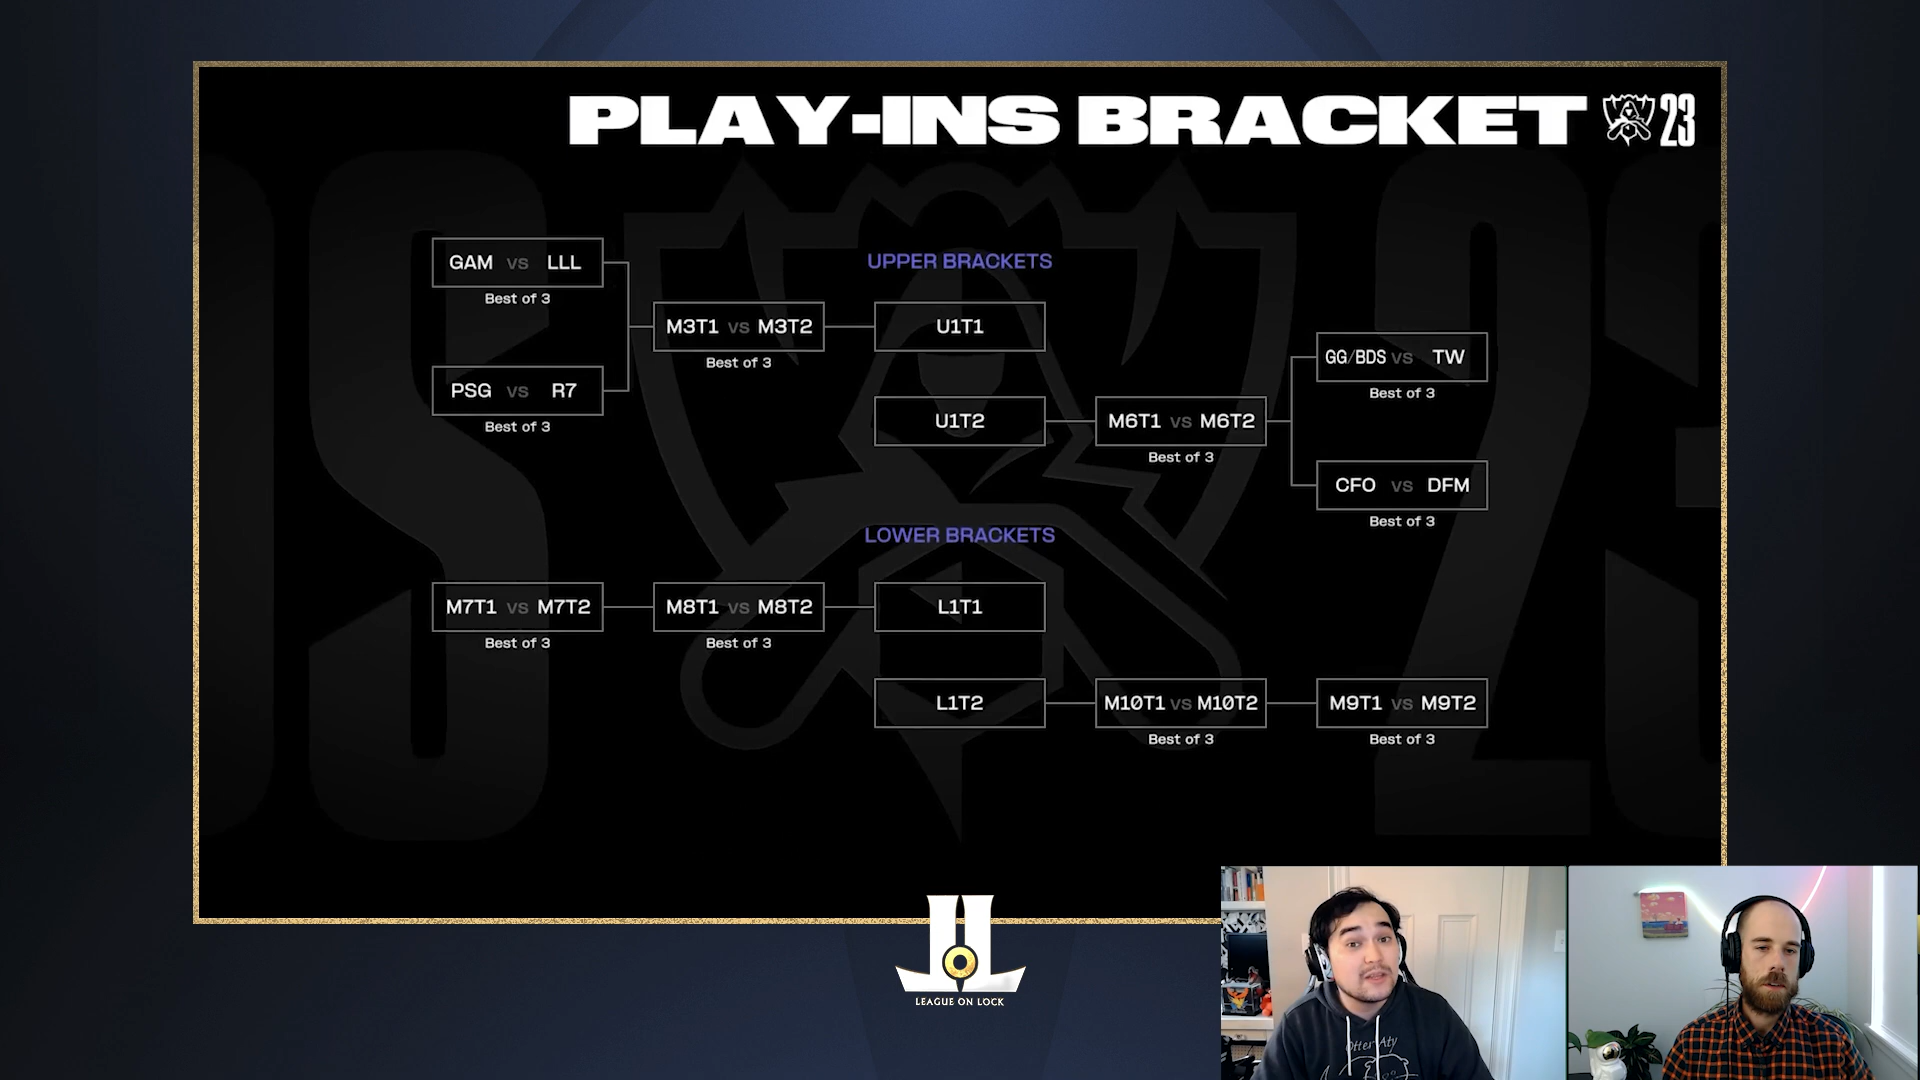 PLAY-INS BRACKET 23
UPPER BRACKETS
GAM vs LLL
Best of 3
PSG vs R7
Best of 3
M3T1 vs M3T2
Best of 3
U1T1
U1T2
M6T1 vs M6T2
Best of 3
GG/BDS vs TW
Best of 3
CFO vs DFM
Best of 3
LOWER BRACKETS
M7T1 vs M7T2
Best of 3
M8T1 vs M8T2
Best of 3
L1T1
L1T2
M10T1 vs M10T2
Best of 3
M9T1 vs M9T2
Best of 3
LEAGUE ON LOCK
Otter Aty